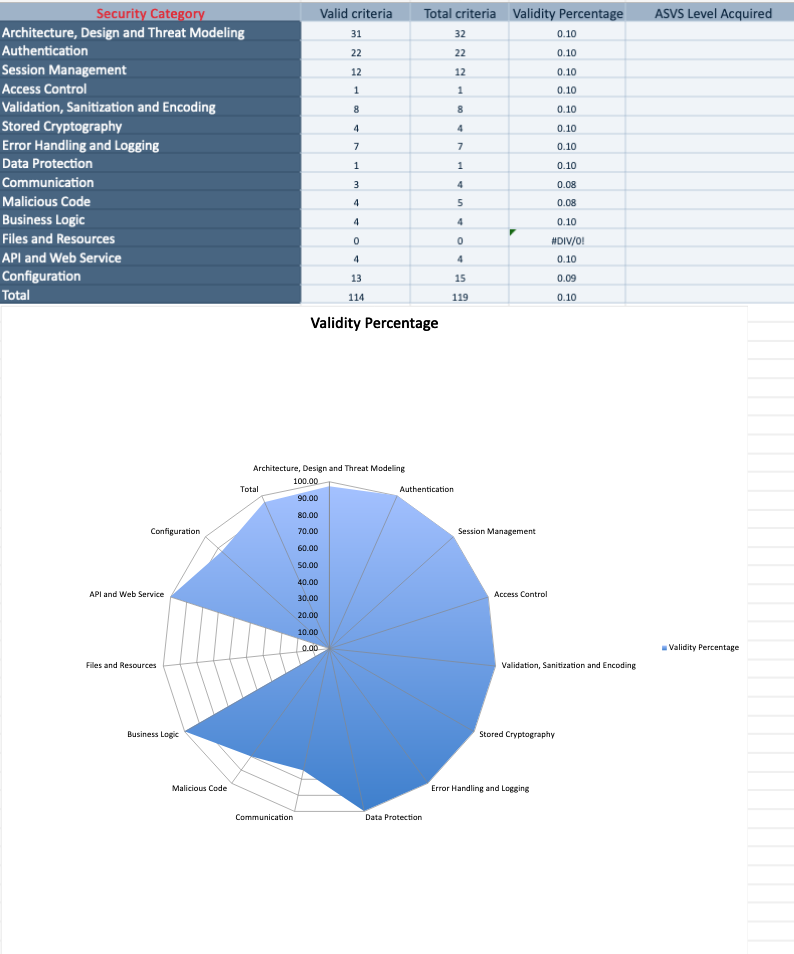 Security Category Valid criteria Total criteria Validity Percentage ASVS Level Acquired
Architecture, Design and Threat Modeling 31 32 0.10
Authentication 22 22 0.10
Session Management 12 12 0.10
Access Control 1 1 0.10
Validation, Sanitization and Encoding 8 8 0.10
Stored Cryptography 4 4 0.10
Error Handling and Logging 7 7 0.10
Data Protection 1 1 0.10
Communication 3 4 0.08
Malicious Code 4 5 0.08
Business Logic 4 4 0.10
Files and Resources 0 0 #DIV/0!
API and Web Service 4 4 0.10
Configuration 13 15 0.09
Total 114 119 0.10
Validity Percentage
Architecture, Design and Threat Modeling
100.00
Total
Authentication
90.00
80.00
Configuration
70.00
Session Management
60.00
50.00
40.00
API and Web Service
Access Control
30.00
20.00
10.00
0.00
Validity Percentage
Files and Resources
Validation, Sanitization and Encoding
Business Logic
Stored Cryptography
Malicious Code
Error Handling and Logging
Communication
Data Protection